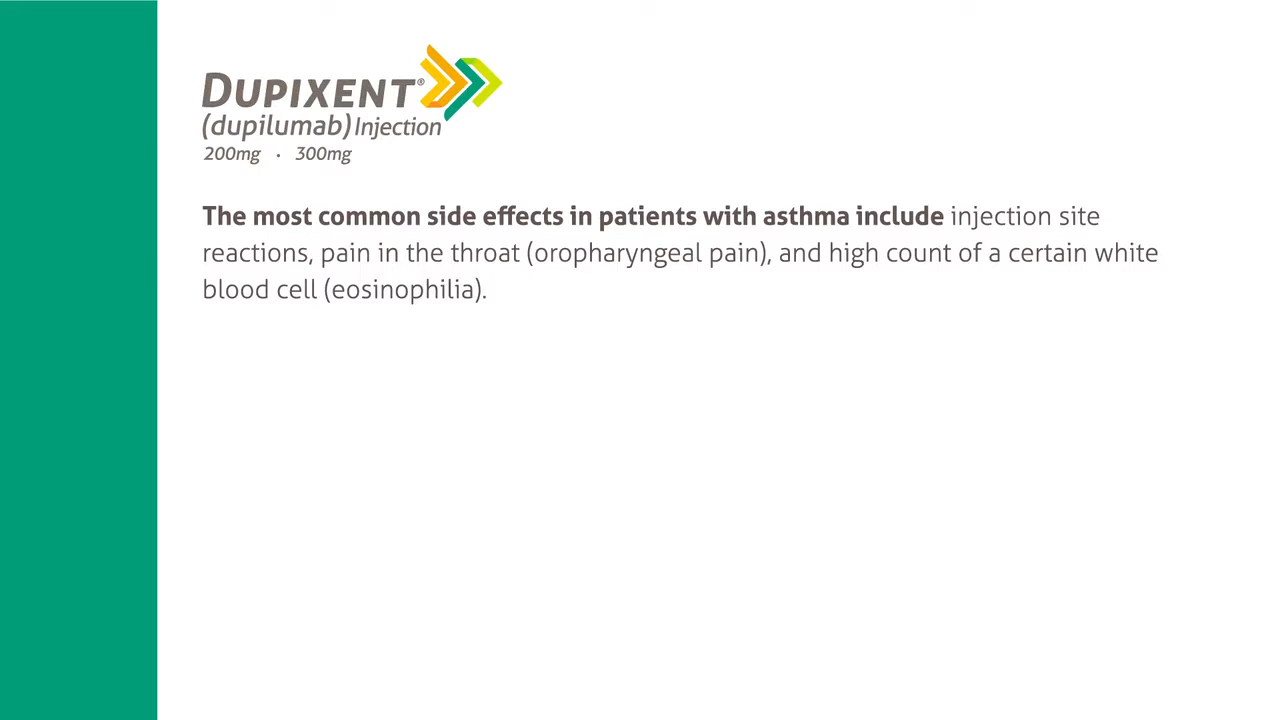 DUPIXENT®
(dupilumab) Injection
200mg · 300mg
The most common side effects in patients with asthma include injection site
reactions, pain in the throat (oropharyngeal pain), and high count of a certain white
blood cell (eosinophilia).